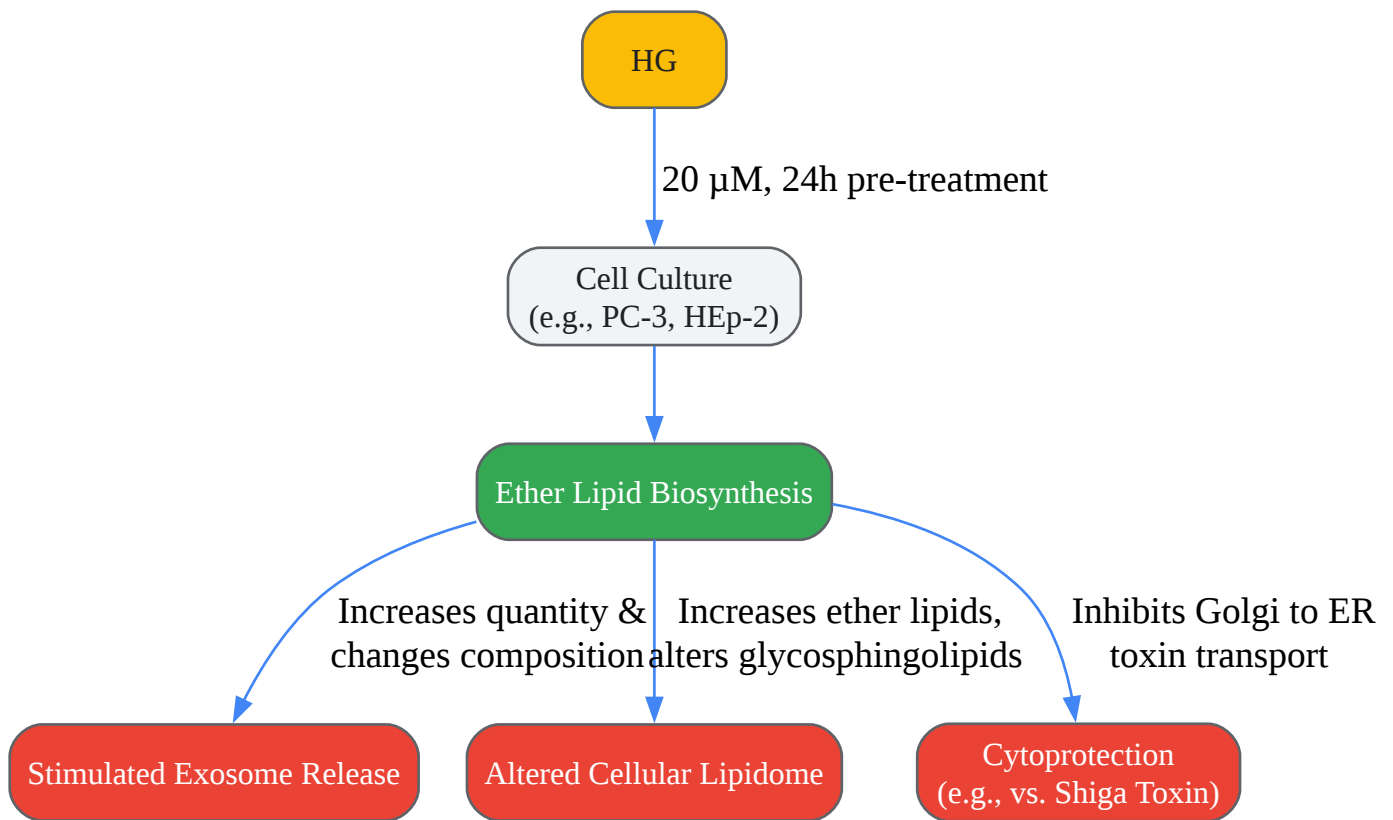 HG
20 µM, 24h pre-treatment
Cell Culture
(e.g., PC-3, HEp-2)
Ether Lipid Biosynthesis
Increases quantity &
changes composition
Increases ether lipids,
alters glycosphingolipids
Inhibits Golgi to ER
toxin transport
Stimulated Exosome Release
Altered Cellular Lipidome
Cytoprotection
(e.g., vs. Shiga Toxin)